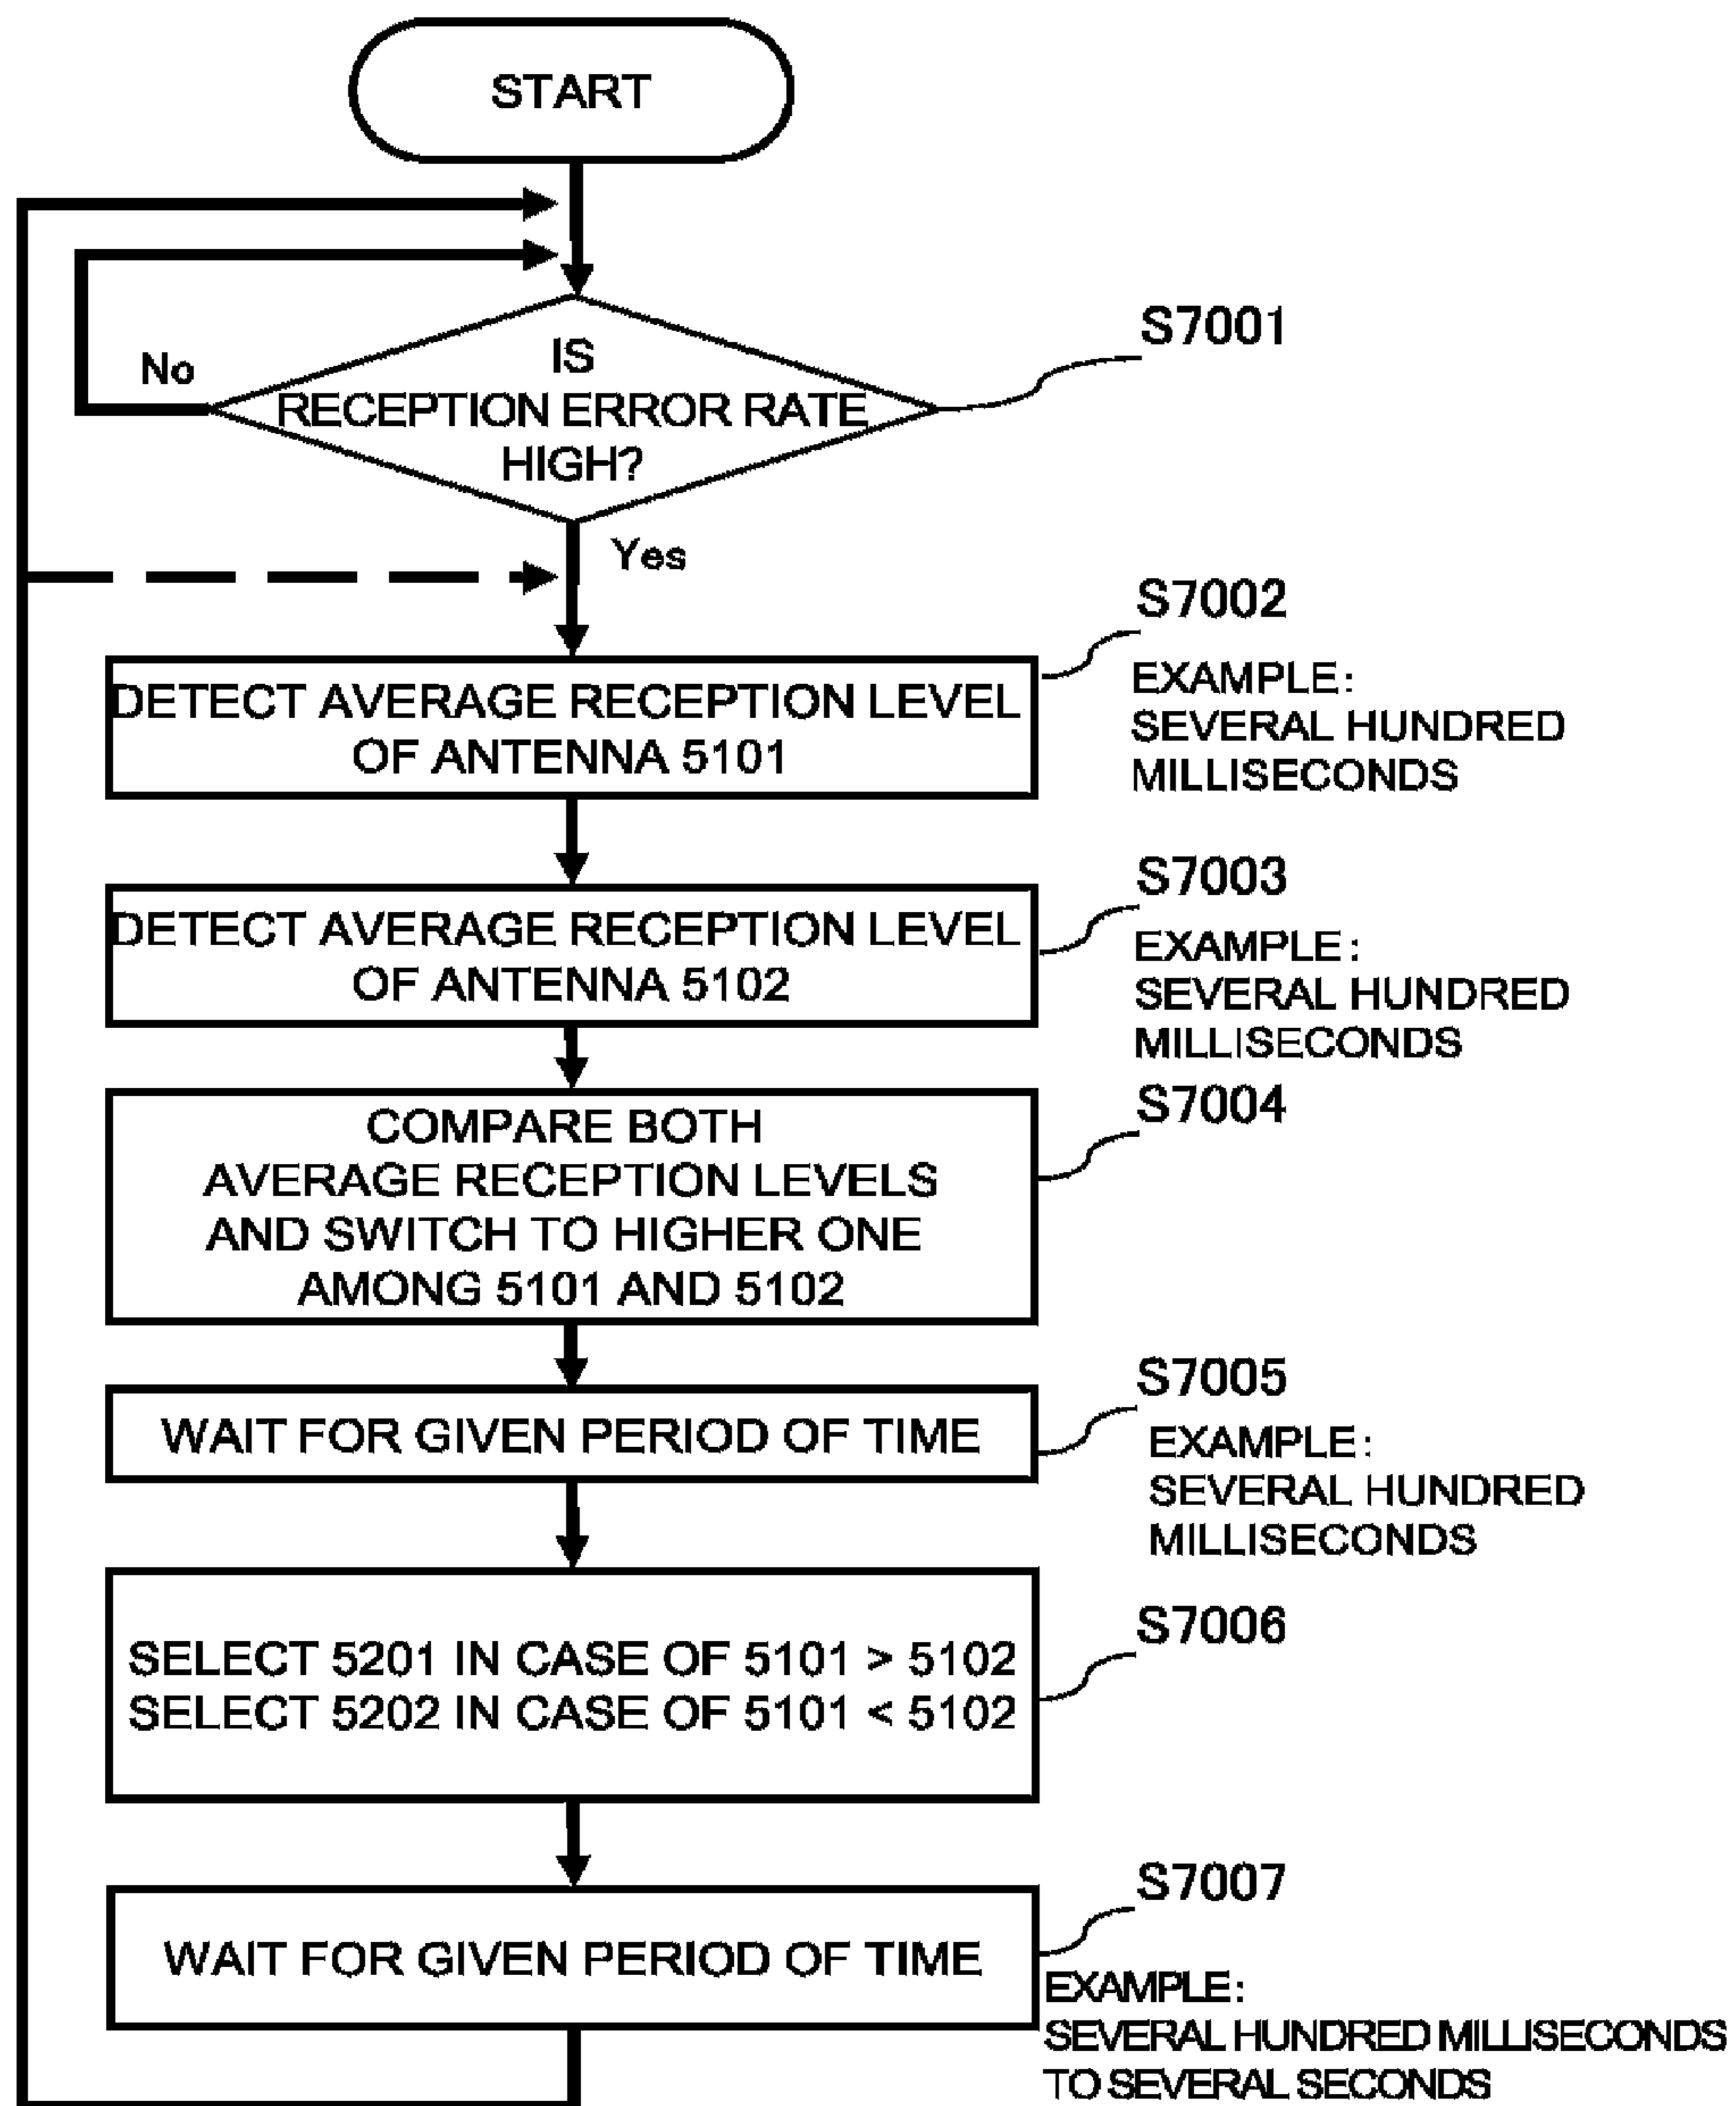 START
S7001
No
IS
RECEPTION ERROR RATE
HIGH?
Yes
S7002
DETECT AVERAGE RECEPTION LEVEL
OF ANTENNA 5101
EXAMPLE:
SEVERAL HUNDRED
MILLISECONDS
S7003
DETECT AVERAGE RECEPTION LEVEL
OF ANTENNA 5102
EXAMPLE:
SEVERAL HUNDRED
MILLISECONDS
S7004
COMPARE BOTH
AVERAGE RECEPTION LEVELS
AND SWITCH TO HIGHER ONE
AMONG 5101 AND 5102
S7005
WAIT FOR GIVEN PERIOD OF TIME
EXAMPLE:
SEVERAL HUNDRED
MILLISECONDS
S7006
SELECT 5201 IN CASE OF 5101 > 5102
SELECT 5202 IN CASE OF 5101 < 5102
S7007
WAIT FOR GIVEN PERIOD OF TIME
EXAMPLE:
SEVERAL HUNDRED MILLISECONDS
TO SEVERAL SECONDS